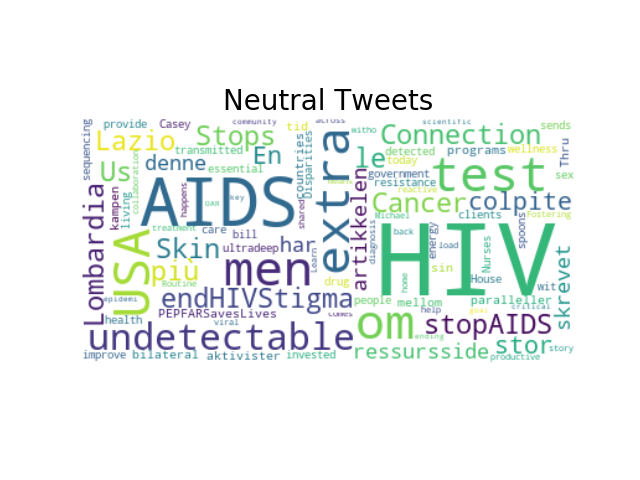 Neutral Tweets
sequencing
provide
Casey
community
tid
across
witho
scientific
sends
Lazio
Stops
Connection
Thru
transmitted
En
Disparities
countries
extra
le
today
programs
wellness
Us
denne
essential
government
detected
test
sex
kampen
living
collaboration
happens
AIDS
DAM
key
shared
means
artikkelen
resistance
reactive
Cancer
colpite
fostering
Lombardia
USA
treatment
care
bill
Michael
clients
HIV
Skin
ultradeep
har
Learn
diagnosis
back
energy
load
Nurses
spoons
più
Routine
men
drug
home
sin
House
wit
skrevet
endHIVStigma
people
mellom
paralleller
health
PEPFARSavesLives
comes
om
help
goal
critical
epidemi
viral
undetectable
stopAIDS
ending
stor
story
improve
bilateral
aktivister
invested
ressursside
productive